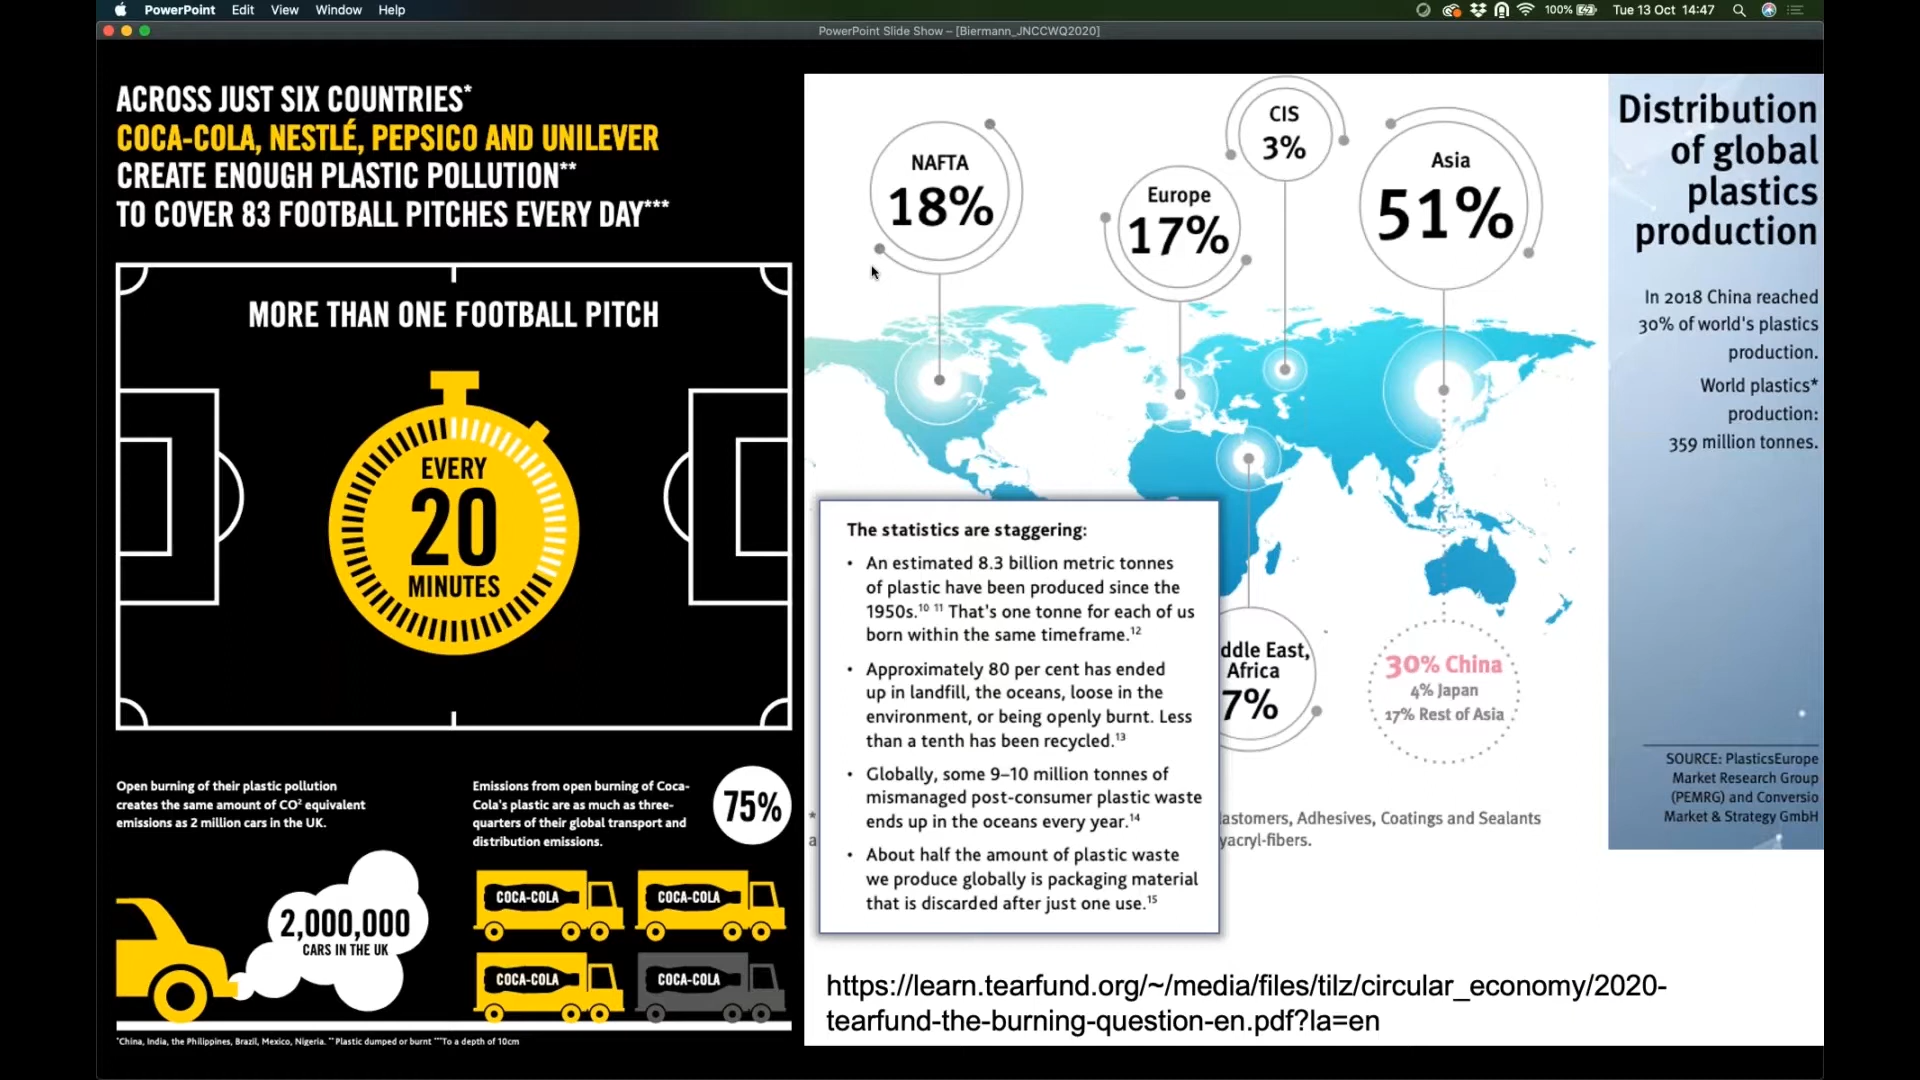 PowerPoint Edit View Window Help
100% Tue 13 Oct 14:47
PowerPoint Slide Show – [Biermann_JNCCWQ2020]
ACROSS JUST SIX COUNTRIES*
COCA-COLA, NESTLÉ, PEPSICO AND UNILEVER
CREATE ENOUGH PLASTIC POLLUTION**
TO COVER 83 FOOTBALL PITCHES EVERY DAY***
MORE THAN ONE FOOTBALL PITCH
EVERY
20
MINUTES
Open burning of their plastic pollution
creates the same amount of CO² equivalent
emissions as 2 million cars in the UK.
2,000,000
CARS IN THE UK
Emissions from open burning of Coca-
Cola's plastic are as much as three-
quarters of their global transport and
distribution emissions.
75%
COCA-COLA
COCA-COLA
COCA-COLA
COCA-COLA
*China, India, the Philippines, Brazil, Mexico, Nigeria. **Plastic dumped or burnt ***To a depth of 10cm
NAFTA
18%
Europe
17%
CIS
3%
Asia
51%
ddle East,
Africa
7%
30% China
4% Japan
17% Rest of Asia
The statistics are staggering:
• An estimated 8.3 billion metric tonnes
of plastic have been produced since the
1950s.¹⁰ ¹¹ That's one tonne for each of us
born within the same timeframe.¹²
• Approximately 80 per cent has ended
up in landfill, the oceans, loose in the
environment, or being openly burnt. Less
than a tenth has been recycled.¹³
• Globally, some 9–10 million tonnes of
mismanaged post-consumer plastic waste
ends up in the oceans every year.¹⁴
• About half the amount of plastic waste
we produce globally is packaging material
that is discarded after just one use.¹⁵
* lastomers, Adhesives, Coatings and Sealants
a yacryl-fibers.
https://learn.tearfund.org/~/media/files/tilz/circular_economy/2020-
tearfund-the-burning-question-en.pdf?la=en
Distribution
of global
plastics
production
In 2018 China reached
30% of world's plastics
production.
World plastics*
production:
359 million tonnes.
SOURCE: PlasticsEurope
Market Research Group
(PEMRG) and Conversio
Market & Strategy GmbH